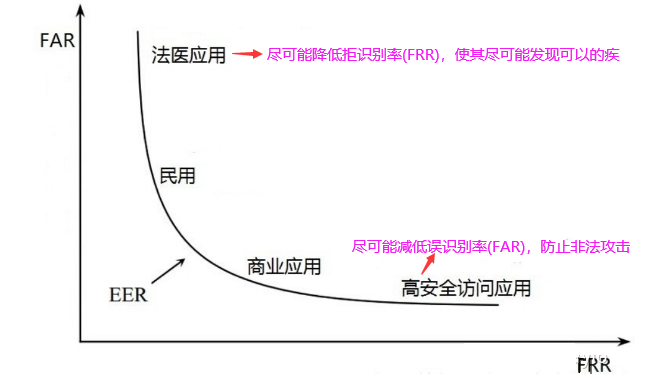 FAR
法医应用
尽可能降低拒识别率(FRR)，使其尽可能发现可以的疾
民用
尽可能减低误识别率(FAR)，防止非法攻击
商业应用
高安全访问应用
EER
FRR